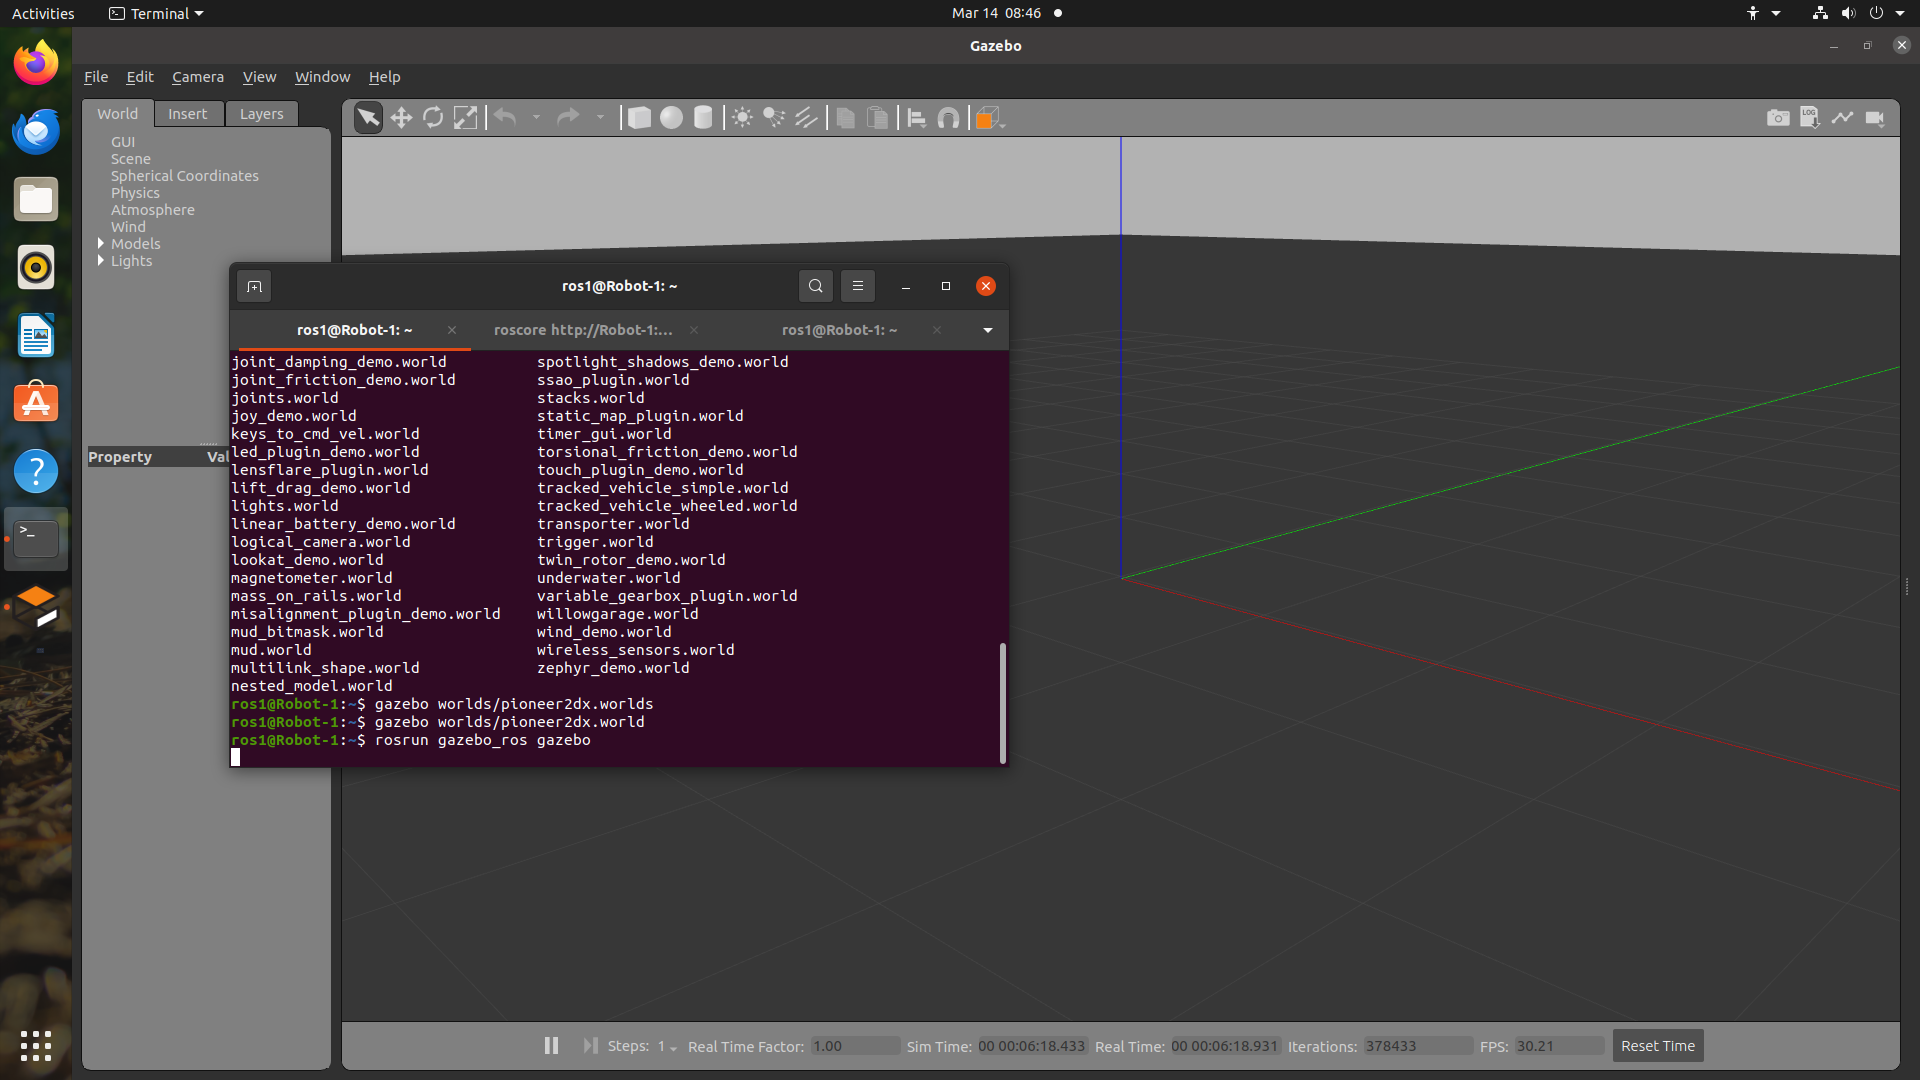 Activities
Terminal
Mar 14 08:46
Gazebo
File Edit Camera View Window Help
World Insert Layers
GUI
Scene
Spherical Coordinates
Physics
Atmosphere
Wind
Models
Lights
LOG
Property
ros1@Robot-1: ~
ros1@Robot-1: ~ roscore http://Robot-1:... ros1@Robot-1: ~
joint_damping_demo.world spotlight_shadows_demo.world
joint_friction_demo.world ssao_plugin.world
joints.world stacks.world
joy_demo.world static_map_plugin.world
keys_to_cmd_vel.world timer_gui.world
led_plugin_demo.world torsional_friction_demo.world
lensflare_plugin.world touch_plugin_demo.world
lift_drag_demo.world tracked_vehicle_simple.world
lights.world tracked_vehicle_wheeled.world
linear_battery_demo.world transporter.world
logical_camera.world trigger.world
lookat_demo.world twin_rotor_demo.world
magnetometer.world underwater.world
mass_on_rails.world variable_gearbox_plugin.world
misalignment_plugin_demo.world willowgarage.world
mud_bitmask.world wind_demo.world
mud.world wireless_sensors.world
multilink_shape.world zephyr_demo.world
nested_model.world
ros1@Robot-1:~$ gazebo worlds/pioneer2dx.worlds
ros1@Robot-1:~$ gazebo worlds/pioneer2dx.world
ros1@Robot-1:~$ rosrun gazebo_ros gazebo
Steps: 1 Real Time Factor: 1.00 Sim Time: 00 00:06:18.433 Real Time: 00 00:06:18.931 Iterations: 378433 FPS: 30.21 Reset Time